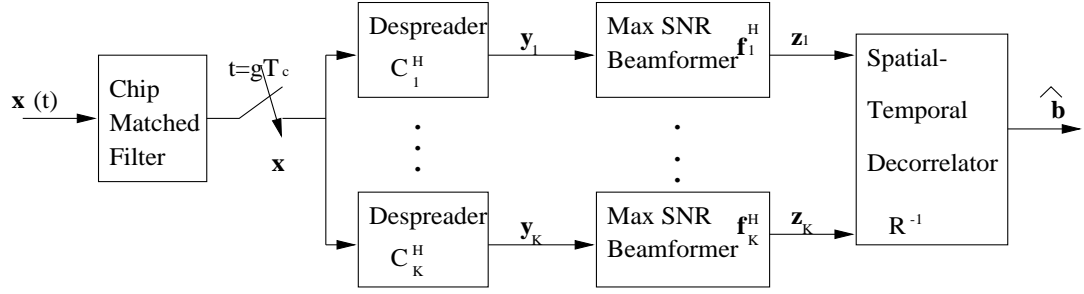 x (t)
Chip
Matched
Filter
t=gT c
x
Despreader
C 1 H
y 1
Max SNR
Beamformer
f 1 H
z 1
Despreader
C K H
y K
Max SNR
Beamformer
f K H
z K
Spatial-
Temporal
Decorrelator
R -1
b̂